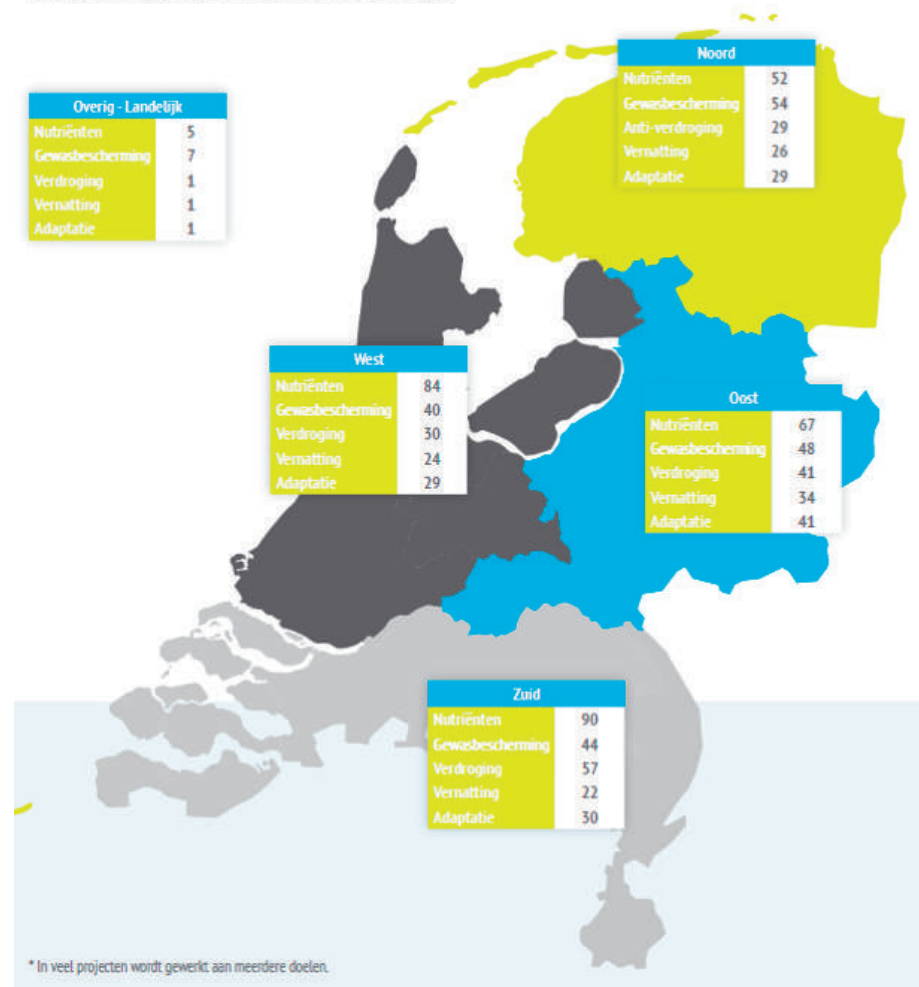 Noord
Nutriënten 52
Gewasbescherming 54
Anti-verdroging 29
Vernatting 26
Adaptatie 29
Overig - Landelijk
Nutriënten 5
Gewasbescherming 7
Verdroging 1
Vernatting 1
Adaptatie 1
West
Nutriënten 84
Gewasbescherming 40
Verdroging 30
Vernatting 24
Adaptatie 29
Oost
Nutriënten 67
Gewasbescherming 48
Verdroging 41
Vernatting 34
Adaptatie 41
Zuid
Nutriënten 90
Gewasbescherming 44
Verdroging 57
Vernatting 22
Adaptatie 30
* In veel projecten wordt gewerkt aan meerdere doelen.